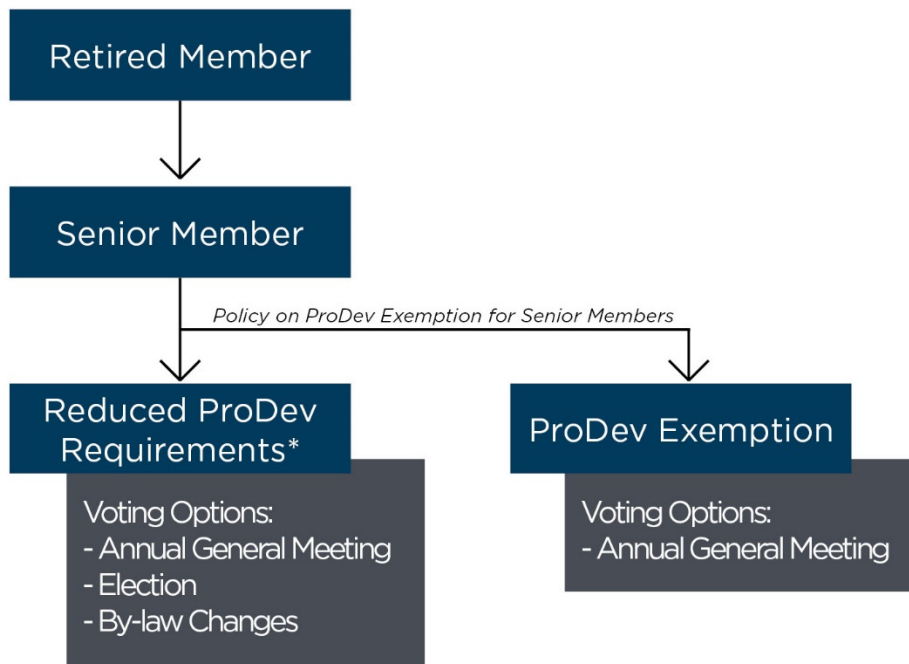 Retired Member
Senior Member
Policy on ProDev Exemption for Senior Members
Reduced ProDev
Requirements*
Voting Options:
- Annual General Meeting
- Election
- By-law Changes
ProDev Exemption
Voting Options:
- Annual General Meeting